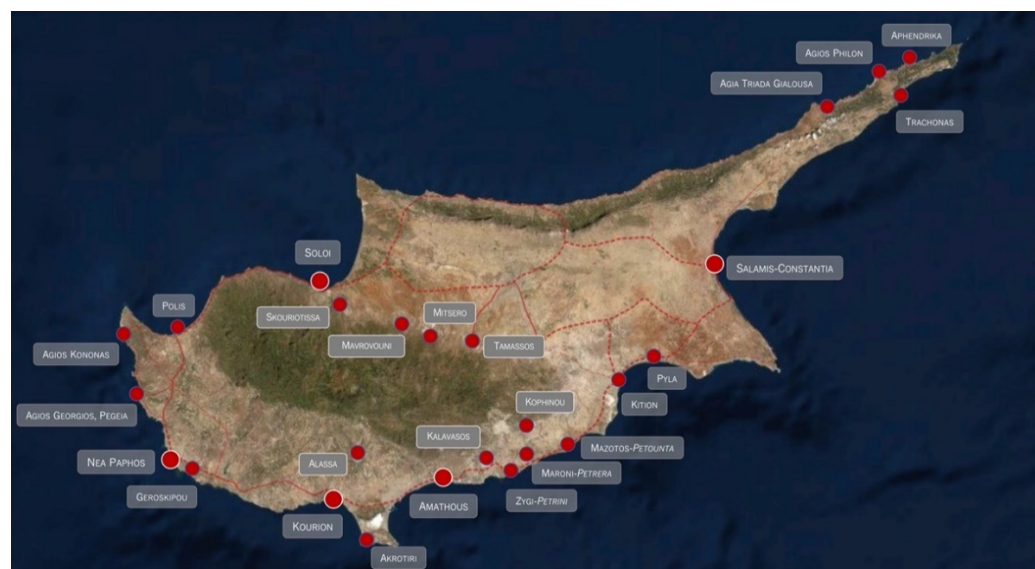 Aphendrika
Agios Philon
Agia Triada Gialousa
Trachonas
Soloi
Salamis-Constantia
Polis
Skouriotissa
Mitsero
Mavrovouni
Tamassos
Agios Kononas
Pyla
Kition
Agios Georgios, Pegeia
Kophinou
Kalavasos
Mazotos-Petounta
Nea Paphos
Alassa
Maroni-Petrera
Geroskipou
Amathous
Zygi-Petrini
Kourion
Akrotiri